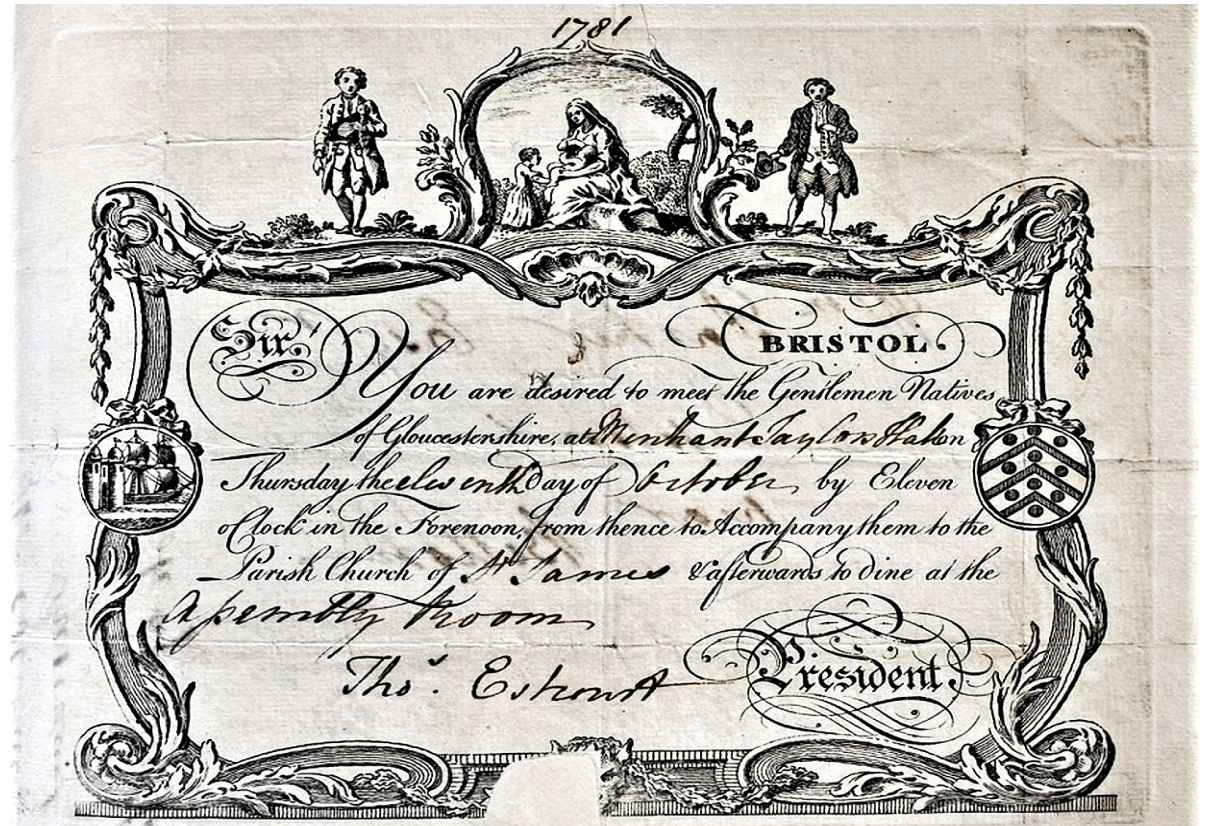 1781
Sir,
BRISTOL.
You are desired to meet the Gentlemen Natives
of Gloucestershire, at Merchant Taylors Hall on
Thursday the eleventh Day of October by Eleven
o'Clock in the Forenoon, from thence to Accompany them to the
Parish Church of St James & afterwards to dine at the
Assembly Room
Thos. Estcourt
President.